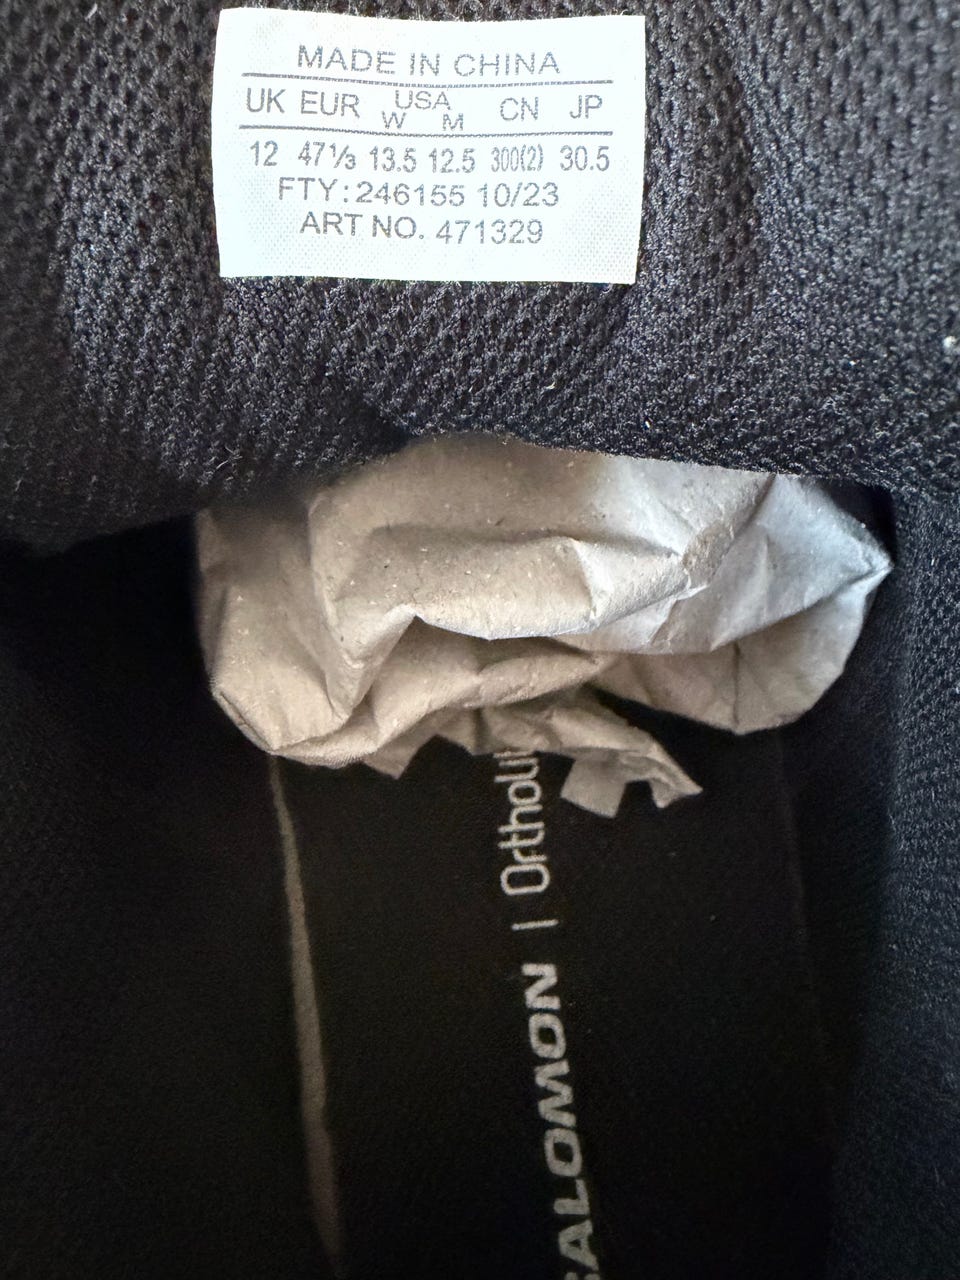 MADE IN CHINA
UK EUR USA CN JP
W M
12 47⅓ 13.5 12.5 300(2) 30.5
FTY: 246155 10/23
ART NO. 471329
SALOMON |